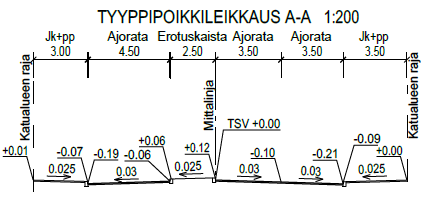 TYYPPIPOIKKILEIKKAUS A-A 1:200
Jk+pp Ajorata Erotuskaista Ajorata Ajorata Jk+pp
3.00 4.50 2.50 3.50 3.50 3.50
Katualueen raja
Mittalinja
Katualueen raja
TSV +0.00
+0.01 -0.07 -0.19 -0.06 +0.06 +0.12 -0.10 -0.21 -0.09 +0.00
0.025 0.03 0.025 0.03 0.03 0.025